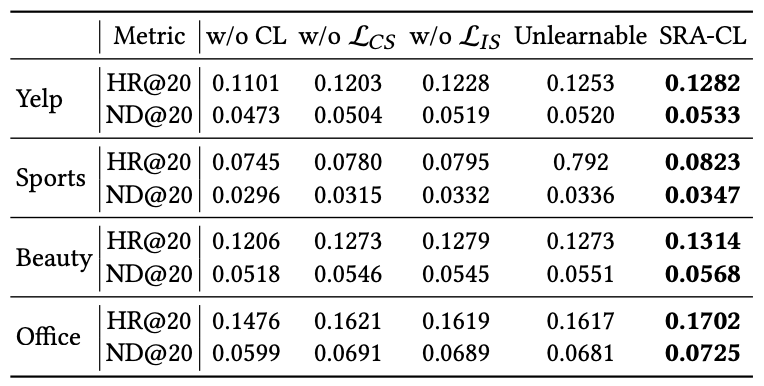 Metric w/o CL w/o ℒCS w/o ℒIS Unlearnable SRA-CL
Yelp HR@20 0.1101 0.1203 0.1228 0.1253 0.1282
ND@20 0.0473 0.0504 0.0519 0.0520 0.0533
Sports HR@20 0.0745 0.0780 0.0795 0.792 0.0823
ND@20 0.0296 0.0315 0.0332 0.0336 0.0347
Beauty HR@20 0.1206 0.1273 0.1279 0.1273 0.1314
ND@20 0.0518 0.0546 0.0545 0.0551 0.0568
Office HR@20 0.1476 0.1621 0.1619 0.1617 0.1702
ND@20 0.0599 0.0691 0.0689 0.0681 0.0725